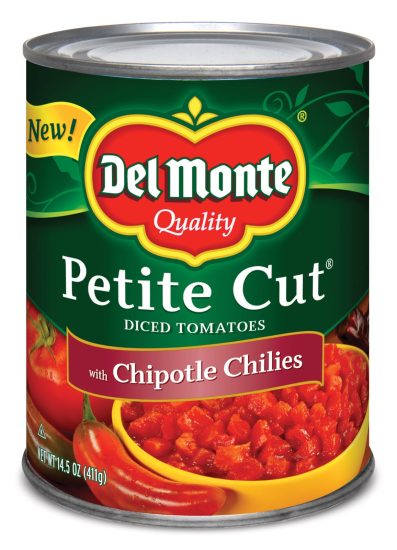 New!
Del Monte
®
Quality
Petite Cut®
DICED TOMATOES
with Chipotle Chilies
NET WT 14.5 OZ (411g)